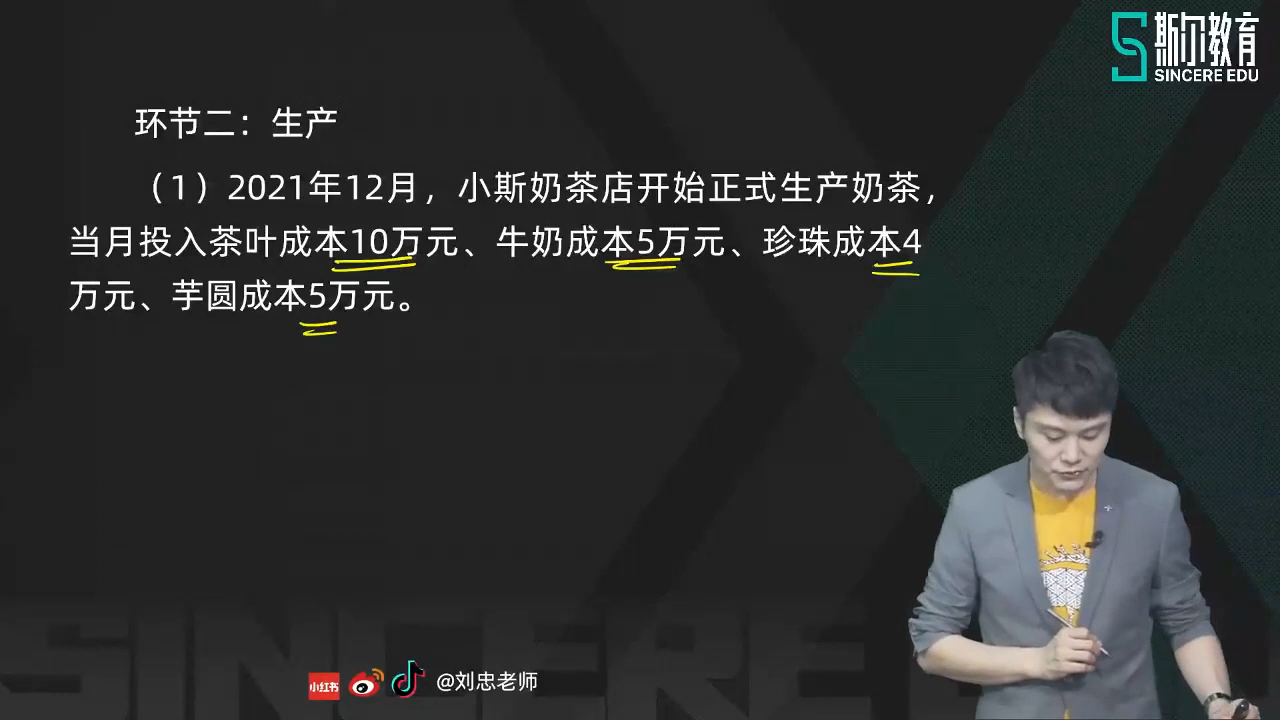 斯尔教育
SINCERE EDU
环节二：生产
（1）2021年12月，小斯奶茶店开始正式生产奶茶，
当月投入茶叶成本10万元、牛奶成本5万元、珍珠成本4
万元、芋圆成本5万元。
SINCERE E
小红书
@刘忠老师